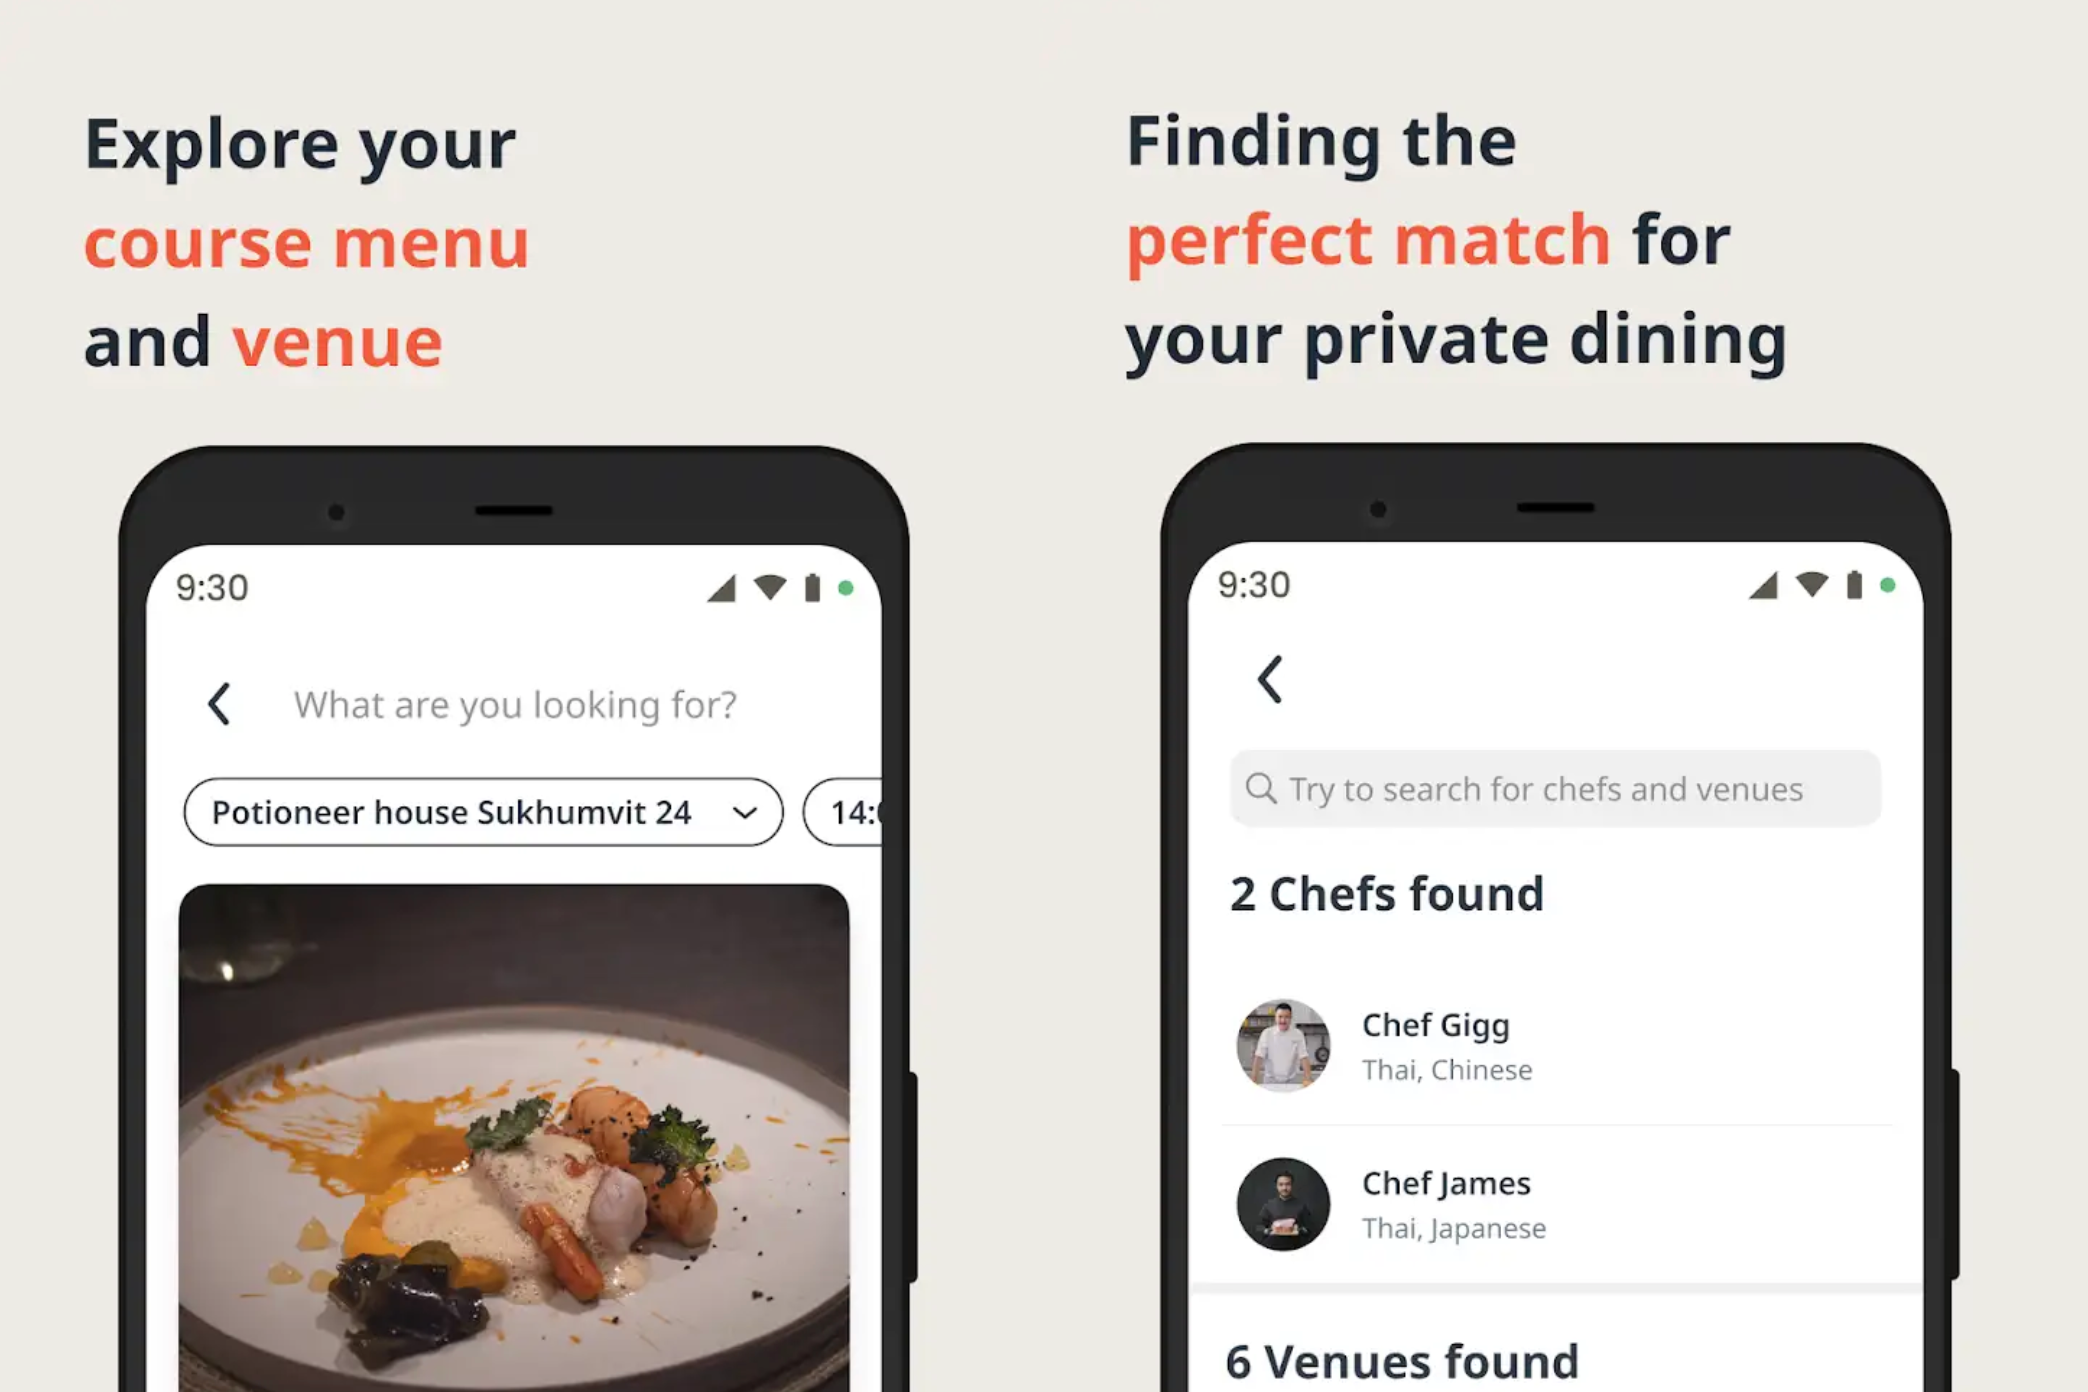 Explore your
course menu
and venue
9:30
What are you looking for?
Potioneer house Sukhumvit 24
Finding the
perfect match for
your private dining
9:30
Try to search for chefs and venues
2 Chefs found
Chef Gigg
Thai, Chinese
Chef James
Thai, Japanese
6 Venues found